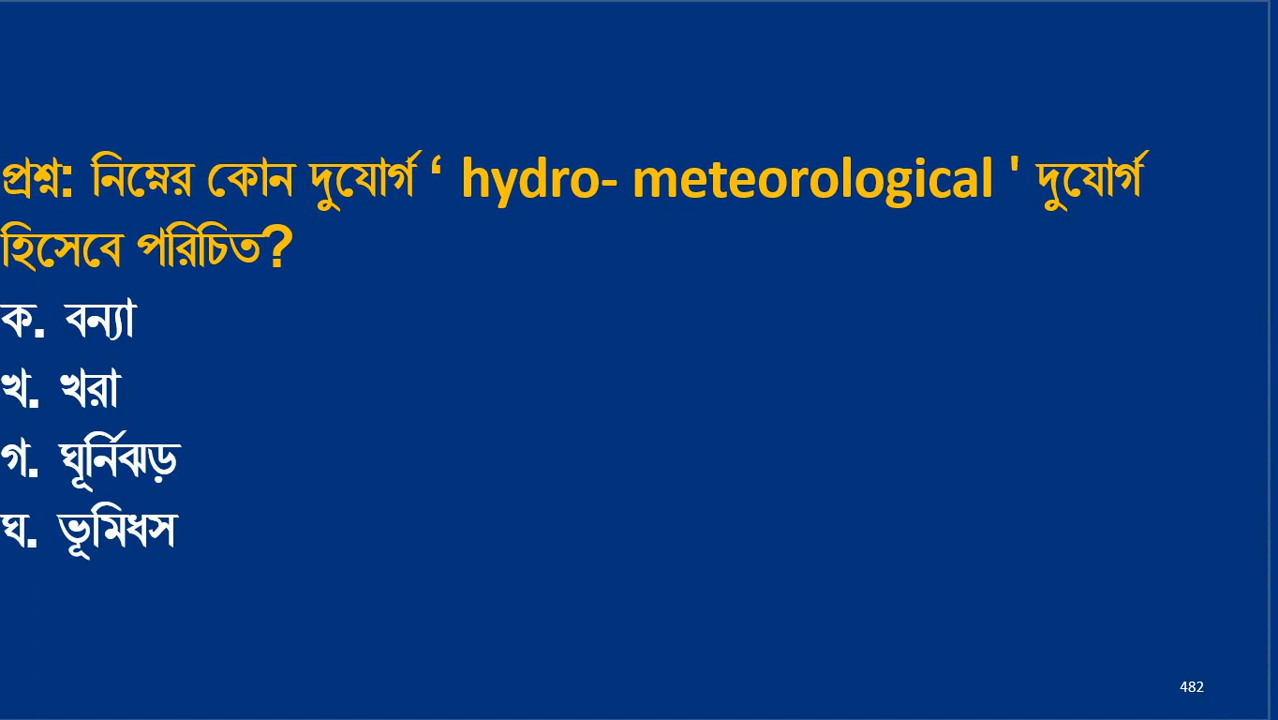 প্রশ্ন: নিম্নের কোন দুযোর্গ ‘ hydro- meteorological ' দুযোর্গ
হিসেবে পরিচিত?
ক. বন্যা
খ. খরা
গ. ঘূর্নিঝড়
ঘ. ভূমিধস
482